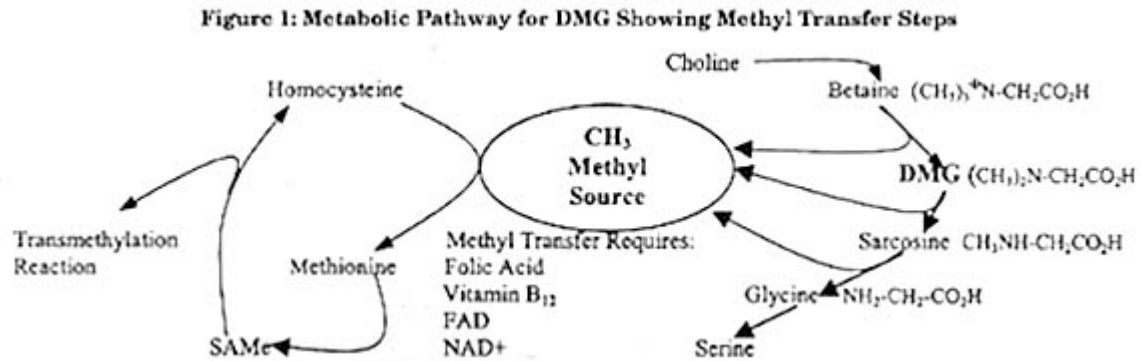 Figure 1: Metabolic Pathway for DMG Showing Methyl Transfer Steps
Choline
Homocysteine
Betaine (CH₃)₃⁺N-CH₂CO₂H
CH₃
Methyl
Source
DMG (CH₃)₂N-CH₂CO₂H
Transmethylation
Reaction
Methionine
Methyl Transfer Requires:
Folic Acid
Vitamin B₁₂
FAD
NAD+
Sarcosine CH₃NH-CH₂CO₂H
Glycine NH₂-CH₂-CO₂H
SAMe
Serine